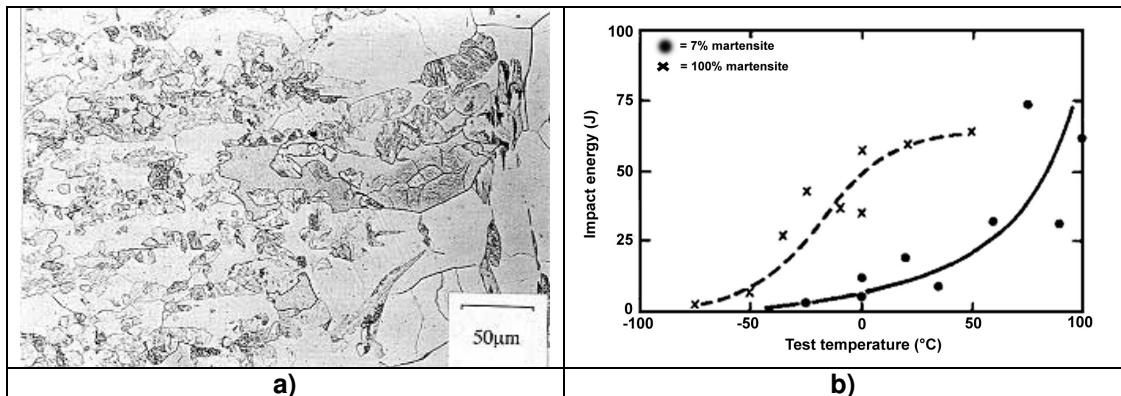 50μm
a)
● = 7% martensite
× = 100% martensite
Impact energy (J)
100
75
50
25
0
-100
-50
0
50
100
Test temperature (°C)
b)